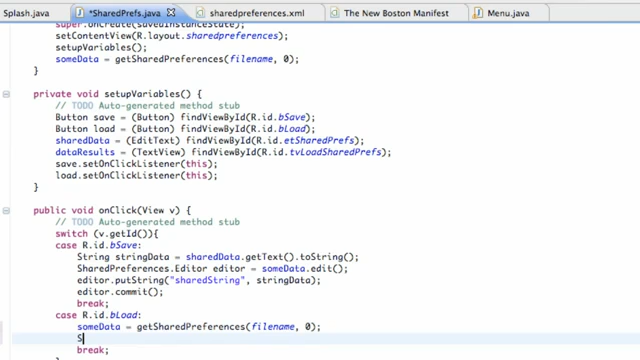 Splash.java *SharedPrefs.java sharedpreferences.xml The New Boston Manifest Menu.java
super.onCreate(savedInstanceState);
setContentView(R.layout.sharedpreferences);
setupVariables();
someData = getSharedPreferences(filename, 0);
}
private void setupVariables() {
// TODO Auto-generated method stub
Button save = (Button) findViewById(R.id.bSave);
Button load = (Button) findViewById(R.id.bLoad);
sharedData = (EditText) findViewById(R.id.etSharedPrefs);
dataResults = (TextView) findViewById(R.id.tvLoadSharedPrefs);
save.setOnClickListener(this);
load.setOnClickListener(this);
}
public void onClick(View v) {
// TODO Auto-generated method stub
switch (v.getId()){
case R.id.bSave:
String stringData = sharedData.getText().toString();
SharedPreferences.Editor editor = someData.edit();
editor.putString("sharedString", stringData);
editor.commit();
break;
case R.id.bLoad:
someData = getSharedPreferences(filename, 0);
S
break;
}